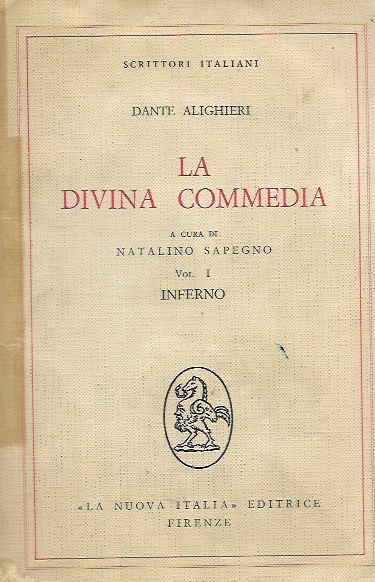 SCRITTORI ITALIANI
DANTE ALIGHIERI
LA
DIVINA COMMEDIA
A CURA DI
NATALINO SAPEGNO
VOL. I
INFERNO
«LA NUOVA ITALIA» EDITRICE
FIRENZE